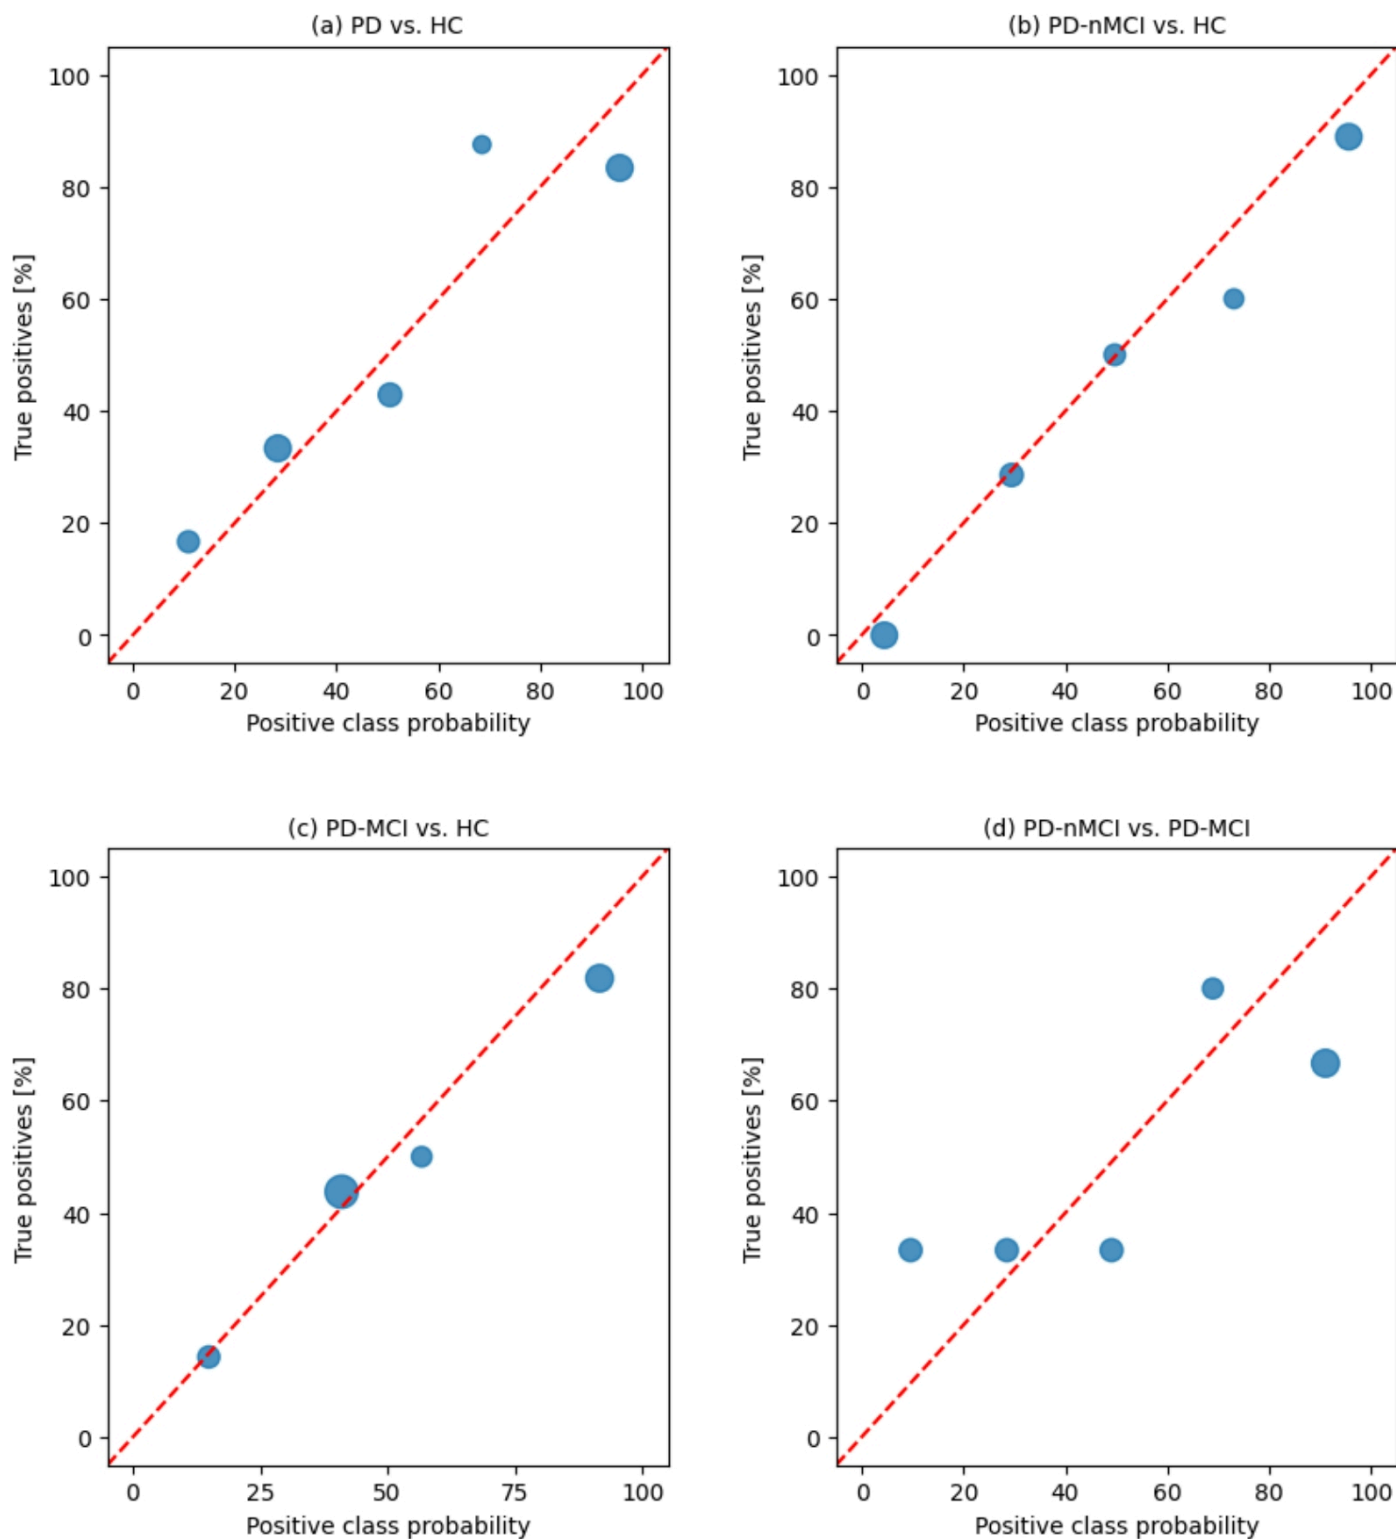 (a) PD vs. HC
100
80
60
40
20
0
True positives [%]
0 20 40 60 80 100
Positive class probability
(b) PD-nMCI vs. HC
100
80
60
40
20
0
True positives [%]
0 20 40 60 80 100
Positive class probability
(c) PD-MCI vs. HC
100
80
60
40
20
0
True positives [%]
0 25 50 75 100
Positive class probability
(d) PD-nMCI vs. PD-MCI
100
80
60
40
20
0
True positives [%]
0 20 40 60 80 100
Positive class probability